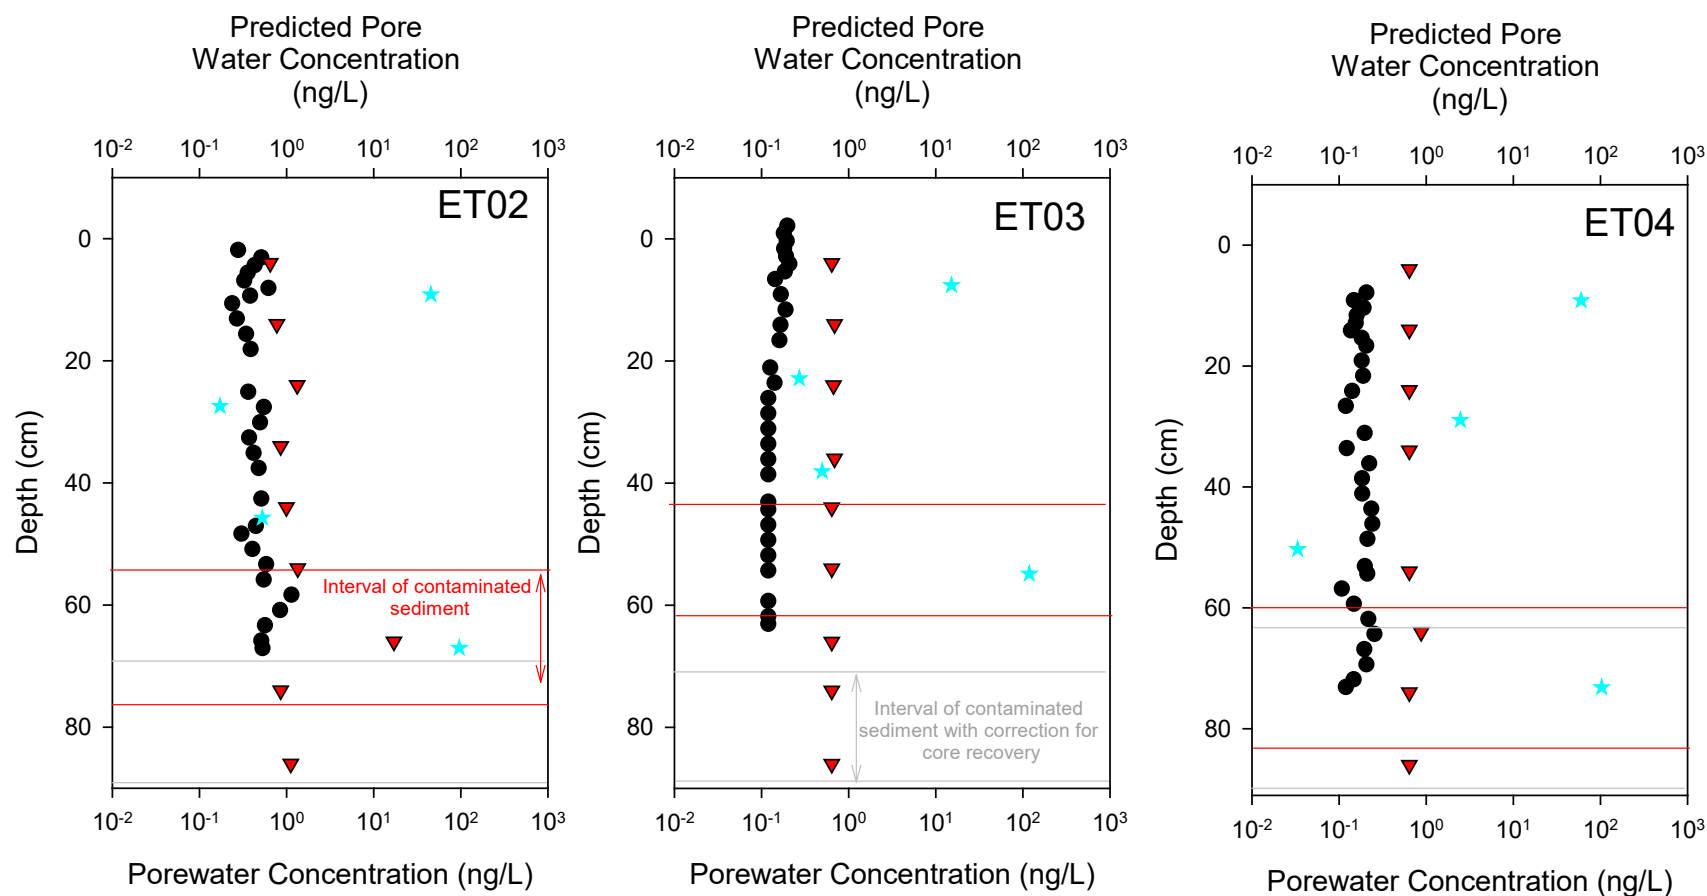 Predicted Pore
Water Concentration
(ng/L)
10-2 10-1 100 101 102 103
ET02
0
20
40
60
80
Depth (cm)
Interval of contaminated
sediment
10-2 10-1 100 101 102 103
Porewater Concentration (ng/L)
Predicted Pore
Water Concentration
(ng/L)
10-2 10-1 100 101 102 103
ET03
0
20
40
60
80
Depth (cm)
Interval of contaminated
sediment with correction for
core recovery
10-2 10-1 100 101 102 103
Porewater Concentration (ng/L)
Predicted Pore
Water Concentration
(ng/L)
10-2 10-1 100 101 102 103
ET04
0
20
40
60
80
Depth (cm)
10-2 10-1 100 101 102 103
Porewater Concentration (ng/L)